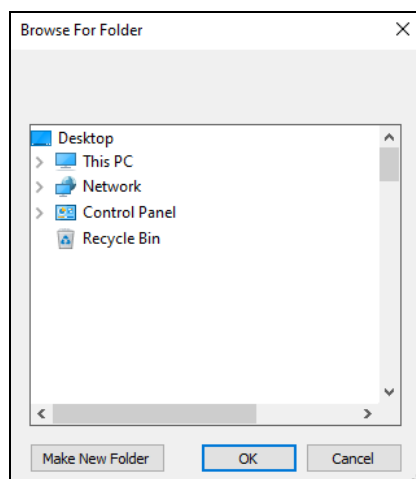 Browse For Folder
Desktop
This PC
Network
Control Panel
Recycle Bin
Make New Folder OK Cancel